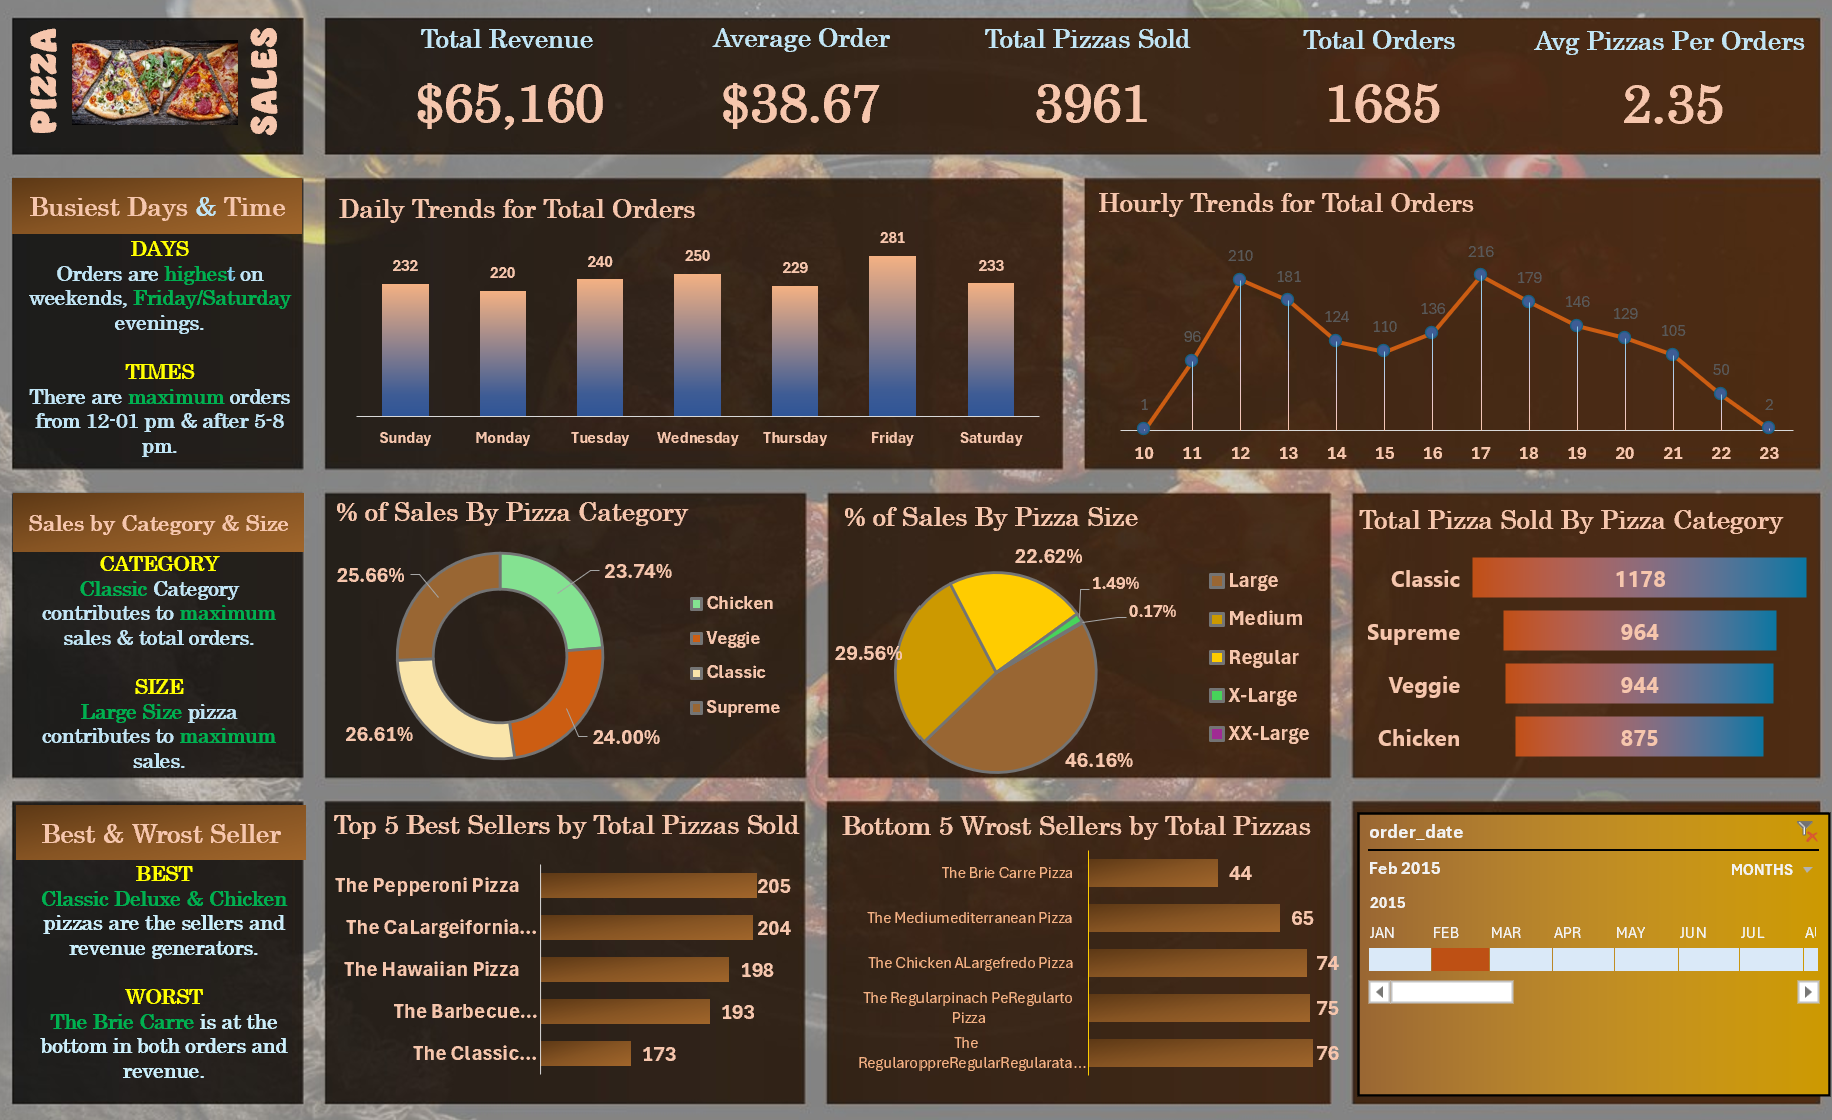 PIZZA
SALES
Total Revenue
$65,160
Average Order
$38.67
Total Pizzas Sold
3961
Total Orders
1685
Avg Pizzas Per Orders
2.35
Busiest Days & Time
DAYS
Orders are highest on
weekends, Friday/Saturday
evenings.
TIMES
There are maximum orders
from 12-01 pm & after 5-8
pm.
Daily Trends for Total Orders
232
220
240
250
229
281
233
Sunday
Monday
Tuesday
Wednesday
Thursday
Friday
Saturday
Hourly Trends for Total Orders
1
96
210
181
124
110
136
216
179
146
129
105
50
2
10
11
12
13
14
15
16
17
18
19
20
21
22
23
Sales by Category & Size
CATEGORY
Classic Category
contributes to maximum
sales & total orders.
SIZE
Large Size pizza
contributes to maximum
sales.
% of Sales By Pizza Category
25.66%
23.74%
26.61%
24.00%
Chicken
Veggie
Classic
Supreme
% of Sales By Pizza Size
22.62%
1.49%
0.17%
29.56%
46.16%
Large
Medium
Regular
X-Large
XX-Large
Total Pizza Sold By Pizza Category
Classic 1178
Supreme 964
Veggie 944
Chicken 875
Best & Wrost Seller
BEST
Classic Deluxe & Chicken
pizzas are the sellers and
revenue generators.
WORST
The Brie Carre is at the
bottom in both orders and
revenue.
Top 5 Best Sellers by Total Pizzas Sold
The Pepperoni Pizza 205
The CaLargeifornia... 204
The Hawaiian Pizza 198
The Barbecue... 193
The Classic... 173
Bottom 5 Wrost Sellers by Total Pizzas
The Brie Carre Pizza 44
The Mediumediterranean Pizza 65
The Chicken ALargefredo Pizza 74
The Regularpinach PeRegularto
Pizza
75
The
RegularoppreRegularRegularata...
76
order_date
Feb 2015
MONTHS
2015
JAN FEB MAR APR MAY JUN JUL